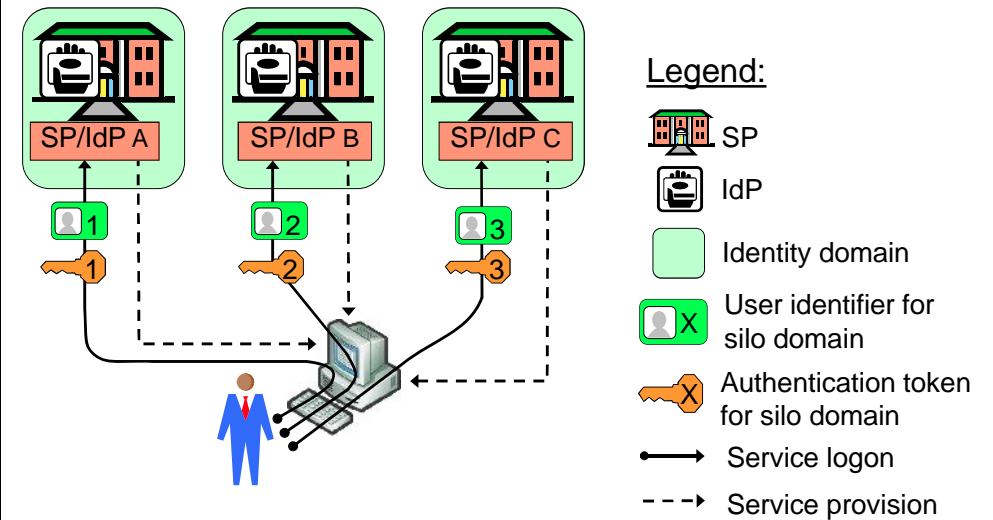 SP/IdP A
SP/IdP B
SP/IdP C
1
2
3
1
2
3
Legend:
SP
IdP
Identity domain
X
User identifier for
silo domain
X
Authentication token
for silo domain
Service logon
Service provision